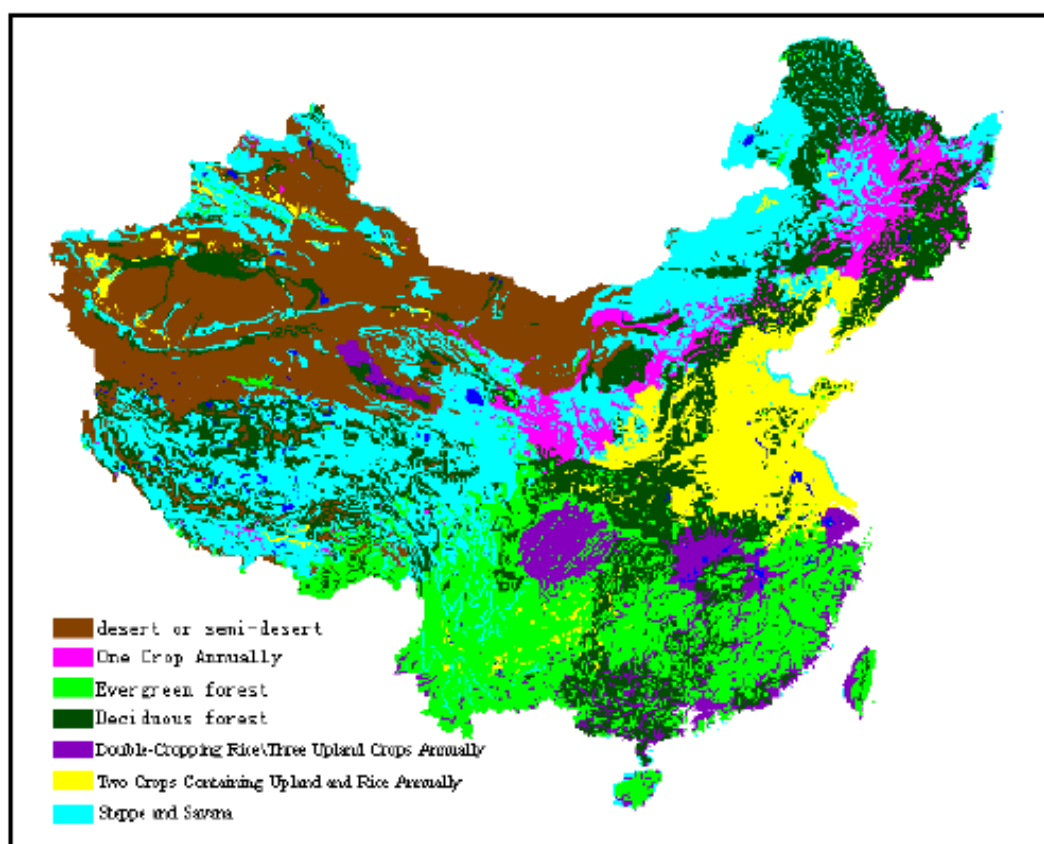 desert or semi-desert
One Crop Annually
Evergreen forest
Deciduous forest
Double-Cropping Rice\Three Upland Crops Annually
Two Crops Containing Upland and Rice Annually
Steppe and Savana